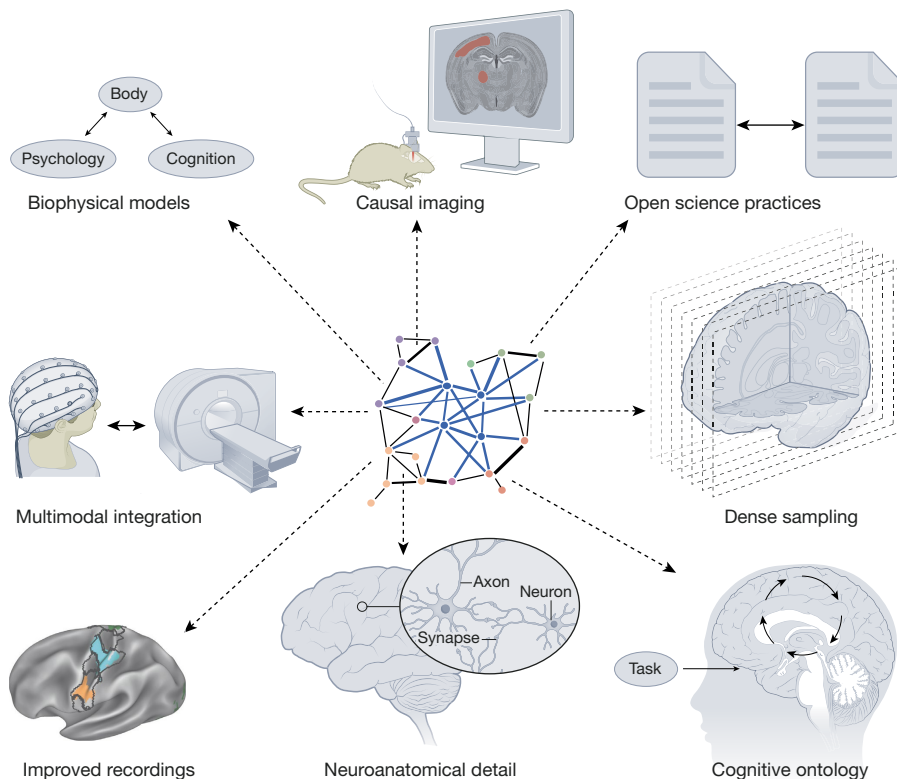 Body
Psychology
Cognition
Biophysical models
Causal imaging
Open science practices
Multimodal integration
Dense sampling
Axon
Neuron
Synapse
Task
Improved recordings
Neuroanatomical detail
Cognitive ontology